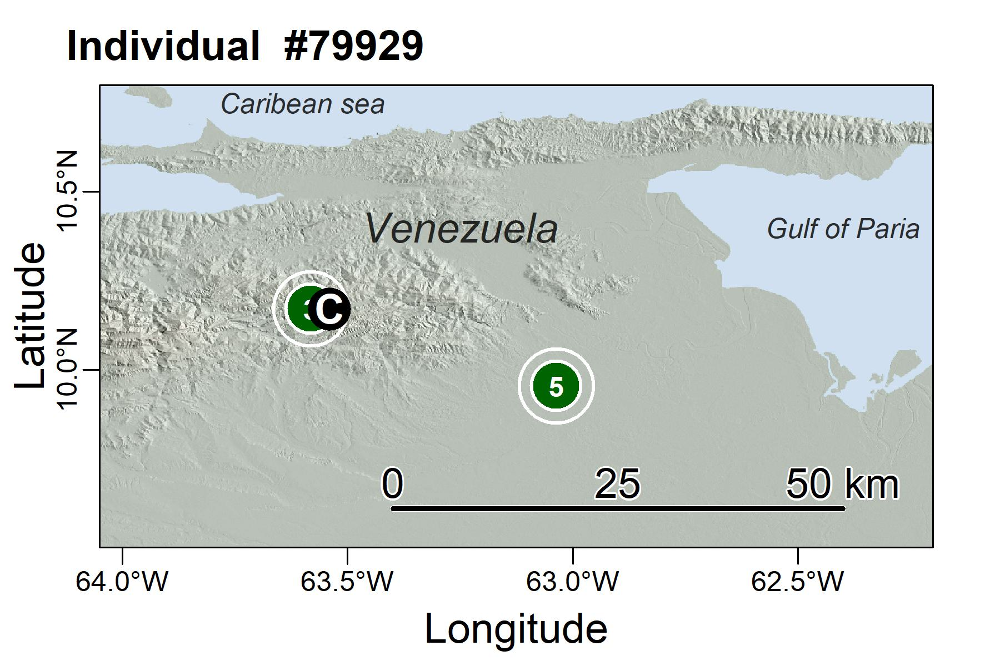 Individual #79929
Caribean sea
10.5°N
Venezuela
Gulf of Paria
C
Latitude
10.0°N
5
0 25 50 km
64.0°W 63.5°W 63.0°W 62.5°W
Longitude